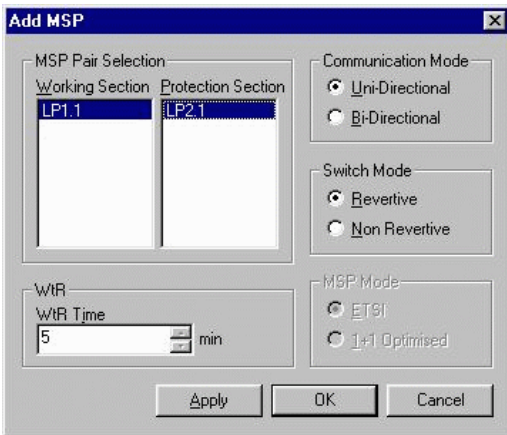 Add MSP
MSP Pair Selection
Working Section Protection Section
LP1.1 LP2.1
Communication Mode
Uni-Directional
Bi-Directional
Switch Mode
Revertive
Non Revertive
WtR
WtR Time
5 min
MSP Mode
ETSI
1+1 Optimised
Apply OK Cancel